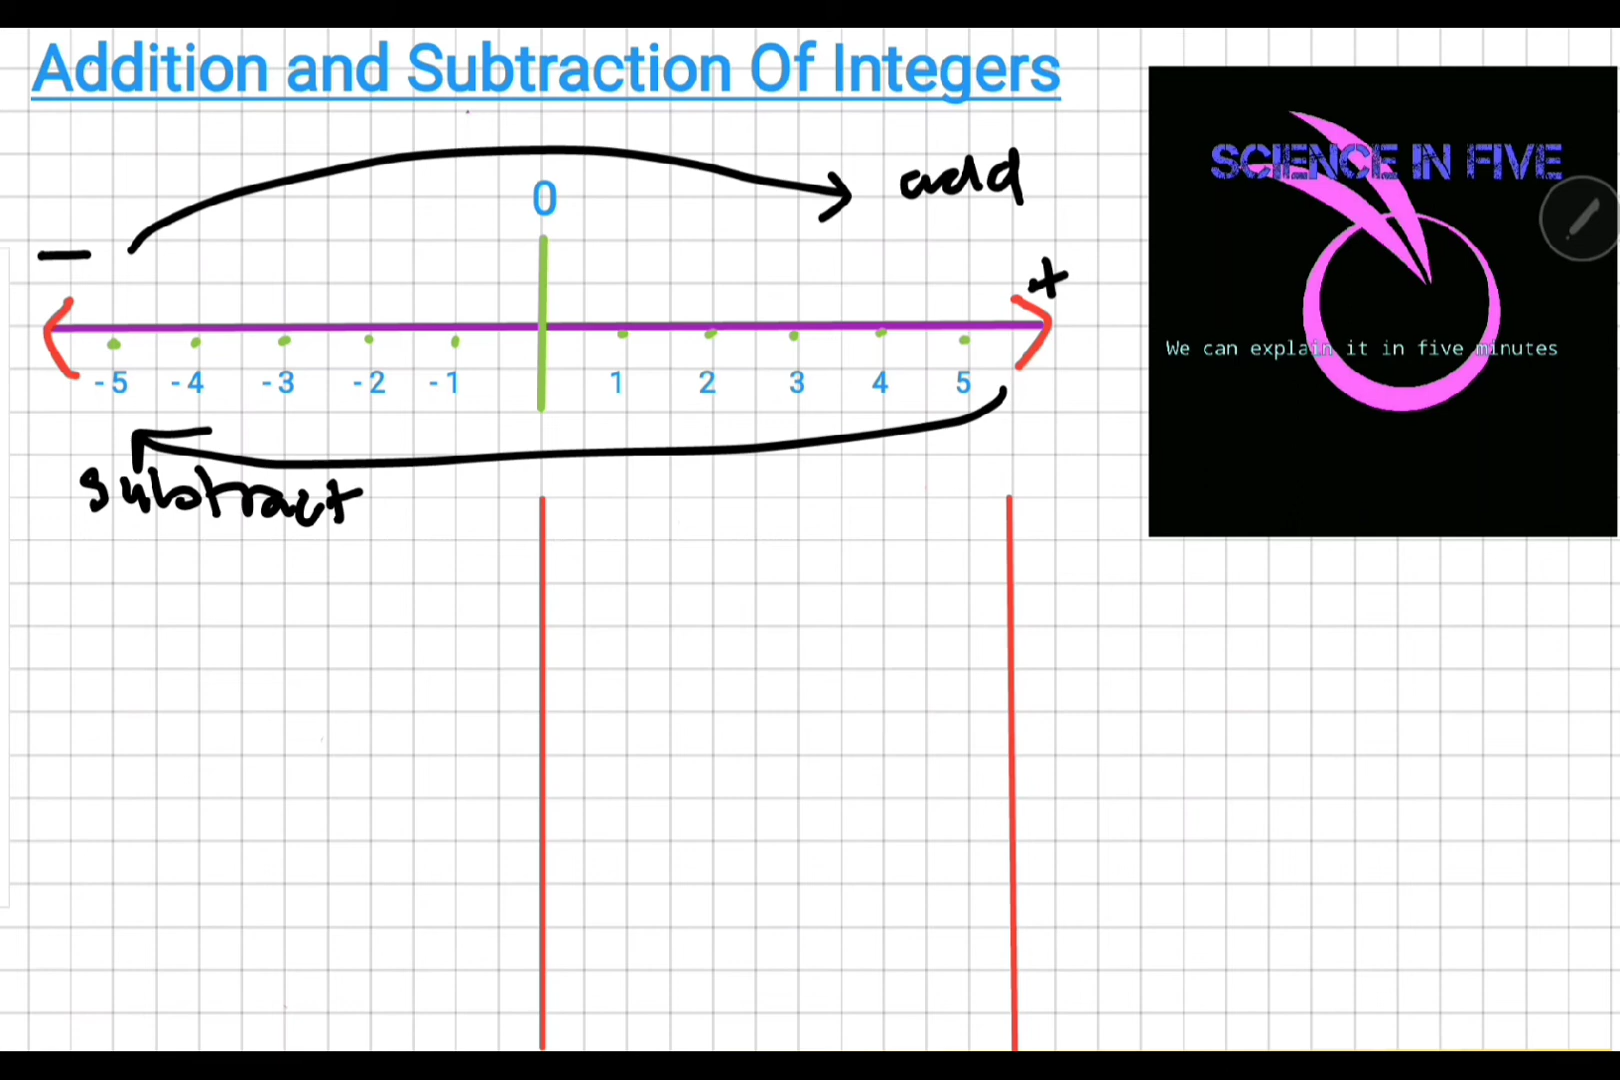 Addition and Subtraction Of Integers
SCIENCE IN FIVE
We can explain it in five minutes
add
0
− +
-5 -4 -3 -2 -1 1 2 3 4 5
subtract